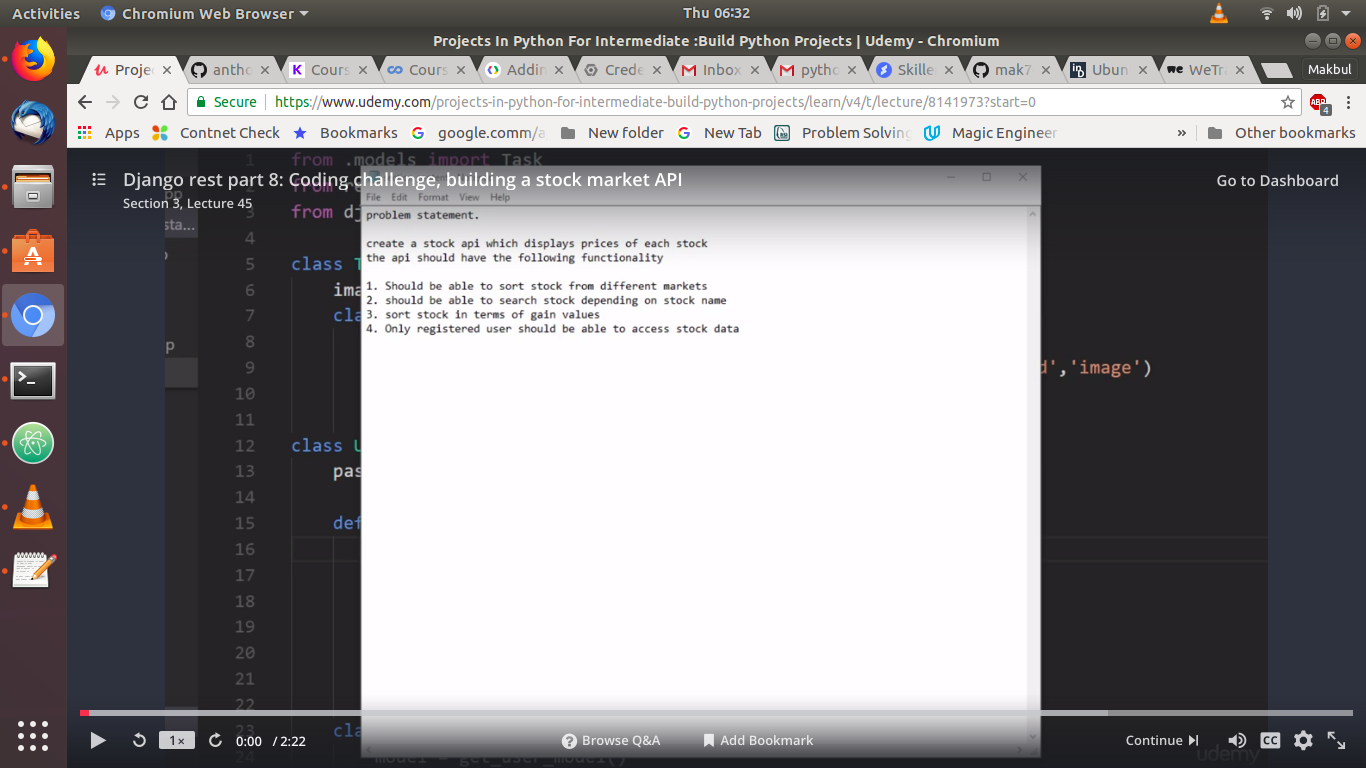 Activities
Chromium Web Browser
Thu 06:32
Projects In Python For Intermediate :Build Python Projects | Udemy - Chromium
Proje
antho
Cours
Cours
Addin
Crede
Inbox
pytho
Skille
mak7
Ubun
WeTra
Makbul
Secure
https://www.udemy.com/projects-in-python-for-intermediate-build-python-projects/learn/v4/t/lecture/8141973?start=0
ABP
4
Apps
Contnet Check
Bookmarks
google.comm/a
New folder
New Tab
Problem Solving
Magic Engineer
»
Other bookmarks
Django rest part 8: Coding challenge, building a stock market API
Section 3, Lecture 45
Go to Dashboard
File Edit Format View Help
problem statement.
create a stock api which displays prices of each stock
the api should have the following functionality
1. Should be able to sort stock from different markets
2. should be able to search stock depending on stock name
3. sort stock in terms of gain values
4. Only registered user should be able to access stock data
sta...
p
1 from .models import Task
2 from
3 from dj
4
5 class T
6 ima
7 cla
8
9 d','image')
10
11
12 class U
13 pas
14
15 def
16
17
18
19
20
21
22
23 cla
24 model = get_user_model()
1x
0:00 / 2:22
Browse Q&A
Add Bookmark
Continue
CC
udemy